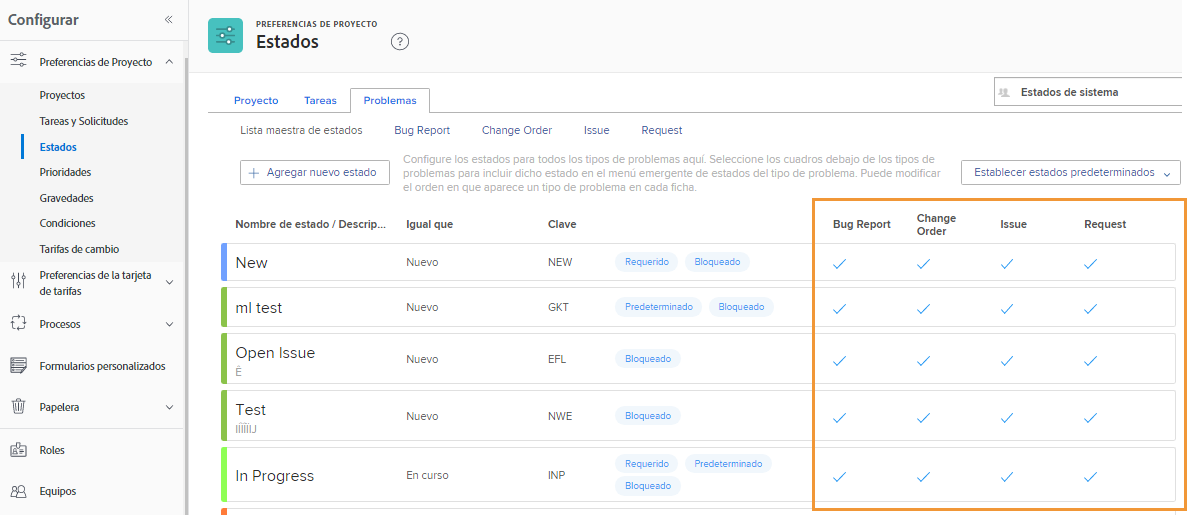 Configurar
Preferencias de Proyecto
Proyectos
Tareas y Solicitudes
Estados
Prioridades
Gravedades
Condiciones
Tarifas de cambio
Preferencias de la tarjeta
de tarifas
Procesos
Formularios personalizados
Papelera
Roles
Equipos
PREFERENCIAS DE PROYECTO
Estados
?
Estados de sistema
Proyecto Tareas Problemas
Lista maestra de estados Bug Report Change Order Issue Request
Agregar nuevo estado
Configure los estados para todos los tipos de problemas aquí. Seleccione los cuadros debajo de los tipos de
problemas para incluir dicho estado en el menú emergente de estados del tipo de problema. Puede modificar
el orden en que aparece un tipo de problema en cada ficha.
Establecer estados predeterminados
Nombre de estado / Descrip... Igual que Clave Bug Report Change Order Issue Request
New Nuevo NEW Requerido Bloqueado
ml test Nuevo GKT Predeterminado Bloqueado
Open Issue Nuevo EFL Bloqueado
Test Nuevo NWE Bloqueado
In Progress En curso INP Requerido Predeterminado
Bloqueado